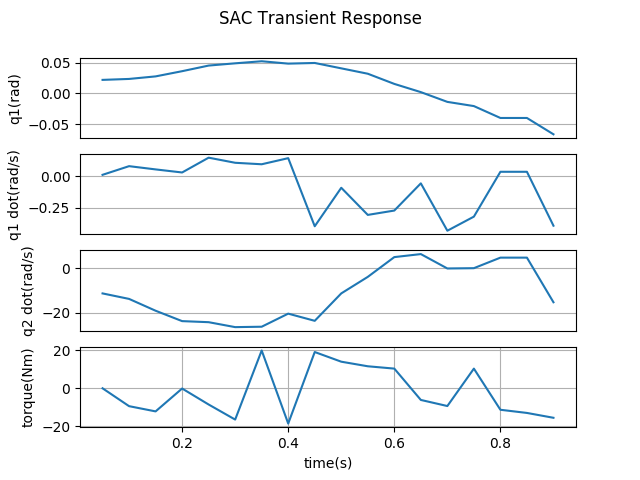 SAC Transient Response
q1(rad)
0.05
0.00
−0.05
q1 dot(rad/s)
0.00
−0.25
q2 dot(rad/s)
0
−20
torque(Nm)
20
0
−20
0.2 0.4 0.6 0.8
time(s)